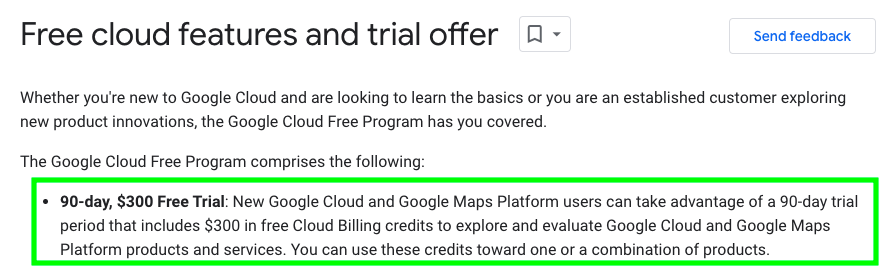 Free cloud features and trial offer
Send feedback
Whether you're new to Google Cloud and are looking to learn the basics or you are an established customer exploring
new product innovations, the Google Cloud Free Program has you covered.
The Google Cloud Free Program comprises the following:
• 90-day, $300 Free Trial: New Google Cloud and Google Maps Platform users can take advantage of a 90-day trial
period that includes $300 in free Cloud Billing credits to explore and evaluate Google Cloud and Google Maps
Platform products and services. You can use these credits toward one or a combination of products.